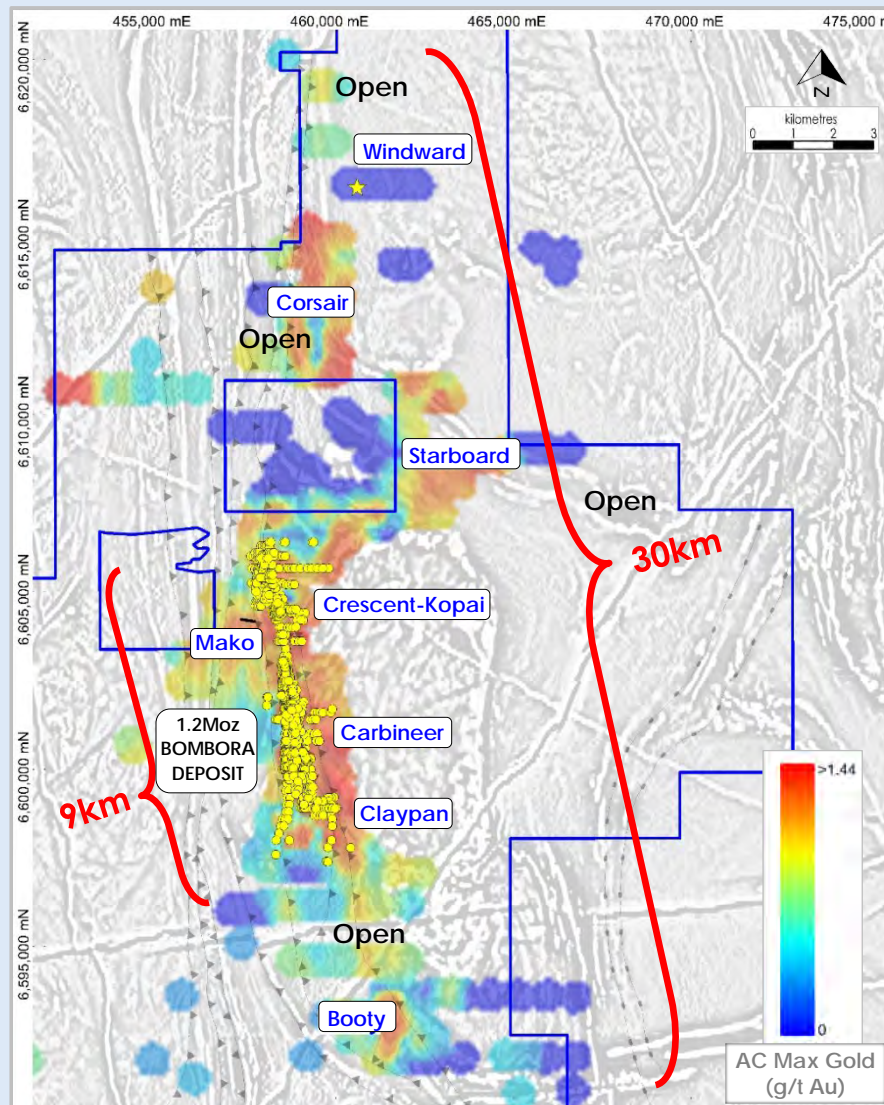 455,000 mE
460,000 mE
465,000 mE
470,000 mE
475,000 mE
6,620,000 mN
6,615,000 mN
6,610,000 mN
6,605,000 mN
6,600,000 mN
6,595,000 mN
N
kilometres
0 1 2 3
Open
Windward
Corsair
Open
Starboard
Open
30km
Crescent-Kopai
Mako
1.2Moz
BOMBORA
DEPOSIT
Carbineer
9km
Claypan
Open
Booty
>1.44
0
AC Max Gold
(g/t Au)